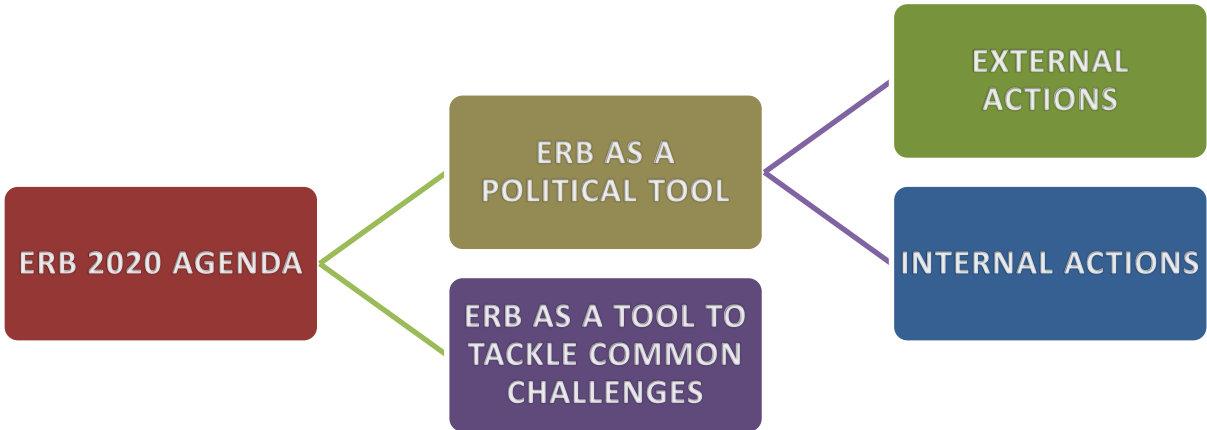 ERB 2020 AGENDA
ERB AS A
POLITICAL TOOL
ERB AS A TOOL TO
TACKLE COMMON
CHALLENGES
EXTERNAL
ACTIONS
INTERNAL ACTIONS